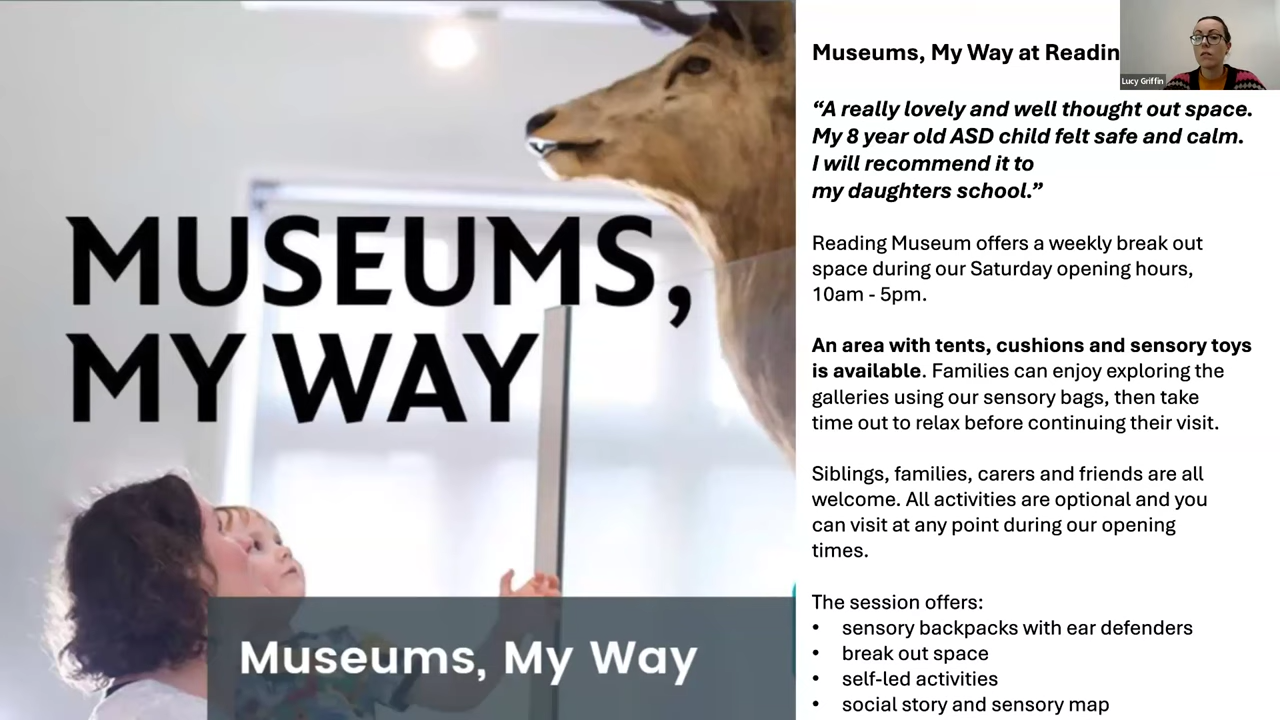 MUSEUMS,
MY WAY
Museums, My Way
Museums, My Way at Readin
Lucy Griffin
“A really lovely and well thought out space.
My 8 year old ASD child felt safe and calm.
I will recommend it to
my daughters school.”
Reading Museum offers a weekly break out
space during our Saturday opening hours,
10am - 5pm.
An area with tents, cushions and sensory toys
is available. Families can enjoy exploring the
galleries using our sensory bags, then take
time out to relax before continuing their visit.
Siblings, families, carers and friends are all
welcome. All activities are optional and you
can visit at any point during our opening
times.
The session offers:
• sensory backpacks with ear defenders
• break out space
• self-led activities
• social story and sensory map